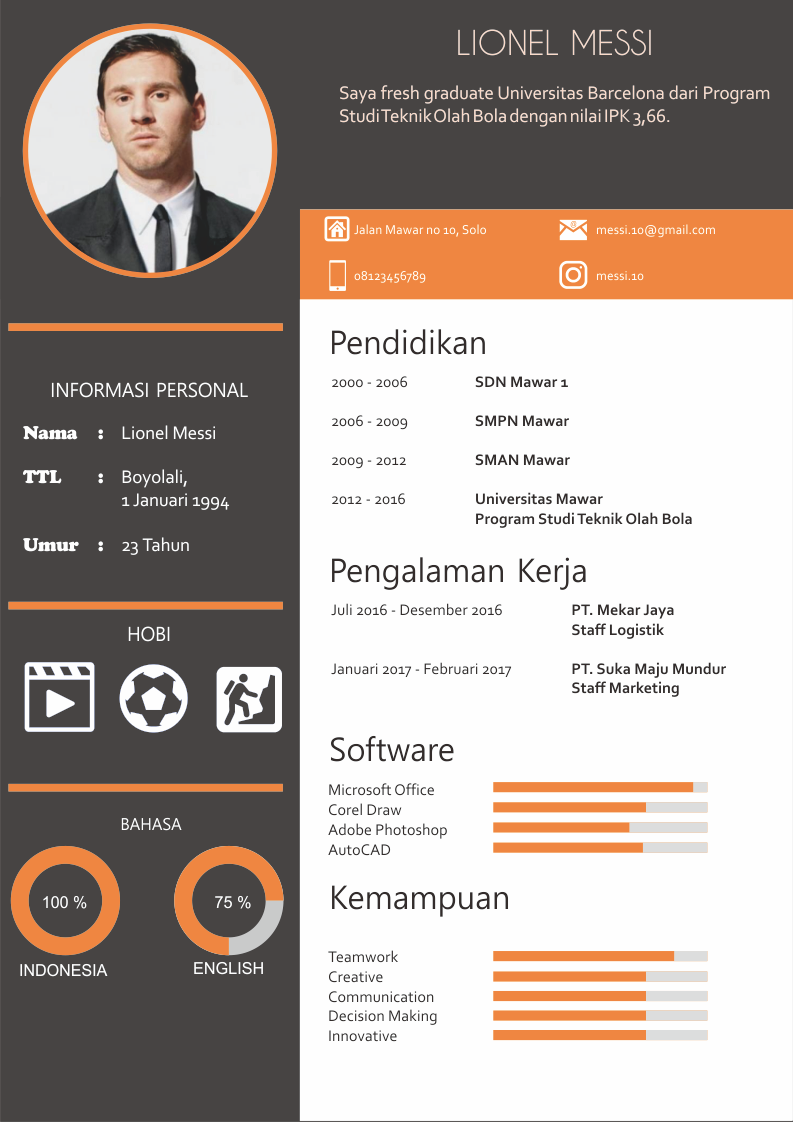 LIONEL MESSI
Saya fresh graduate Universitas Barcelona dari Program
Studi Teknik Olah Bola dengan nilai IPK 3,66.
Jalan Mawar no 10, Solo
messi.10@gmail.com
08123456789
messi.10
INFORMASI PERSONAL
Nama : Lionel Messi
TTL : Boyolali,
1 Januari 1994
Umur : 23 Tahun
HOBI
BAHASA
100 %
75 %
INDONESIA
ENGLISH
Pendidikan
2000 - 2006 SDN Mawar 1
2006 - 2009 SMPN Mawar
2009 - 2012 SMAN Mawar
2012 - 2016 Universitas Mawar
Program Studi Teknik Olah Bola
Pengalaman Kerja
Juli 2016 - Desember 2016 PT. Mekar Jaya
Staff Logistik
Januari 2017 - Februari 2017 PT. Suka Maju Mundur
Staff Marketing
Software
Microsoft Office
Corel Draw
Adobe Photoshop
AutoCAD
Kemampuan
Teamwork
Creative
Communication
Decision Making
Innovative